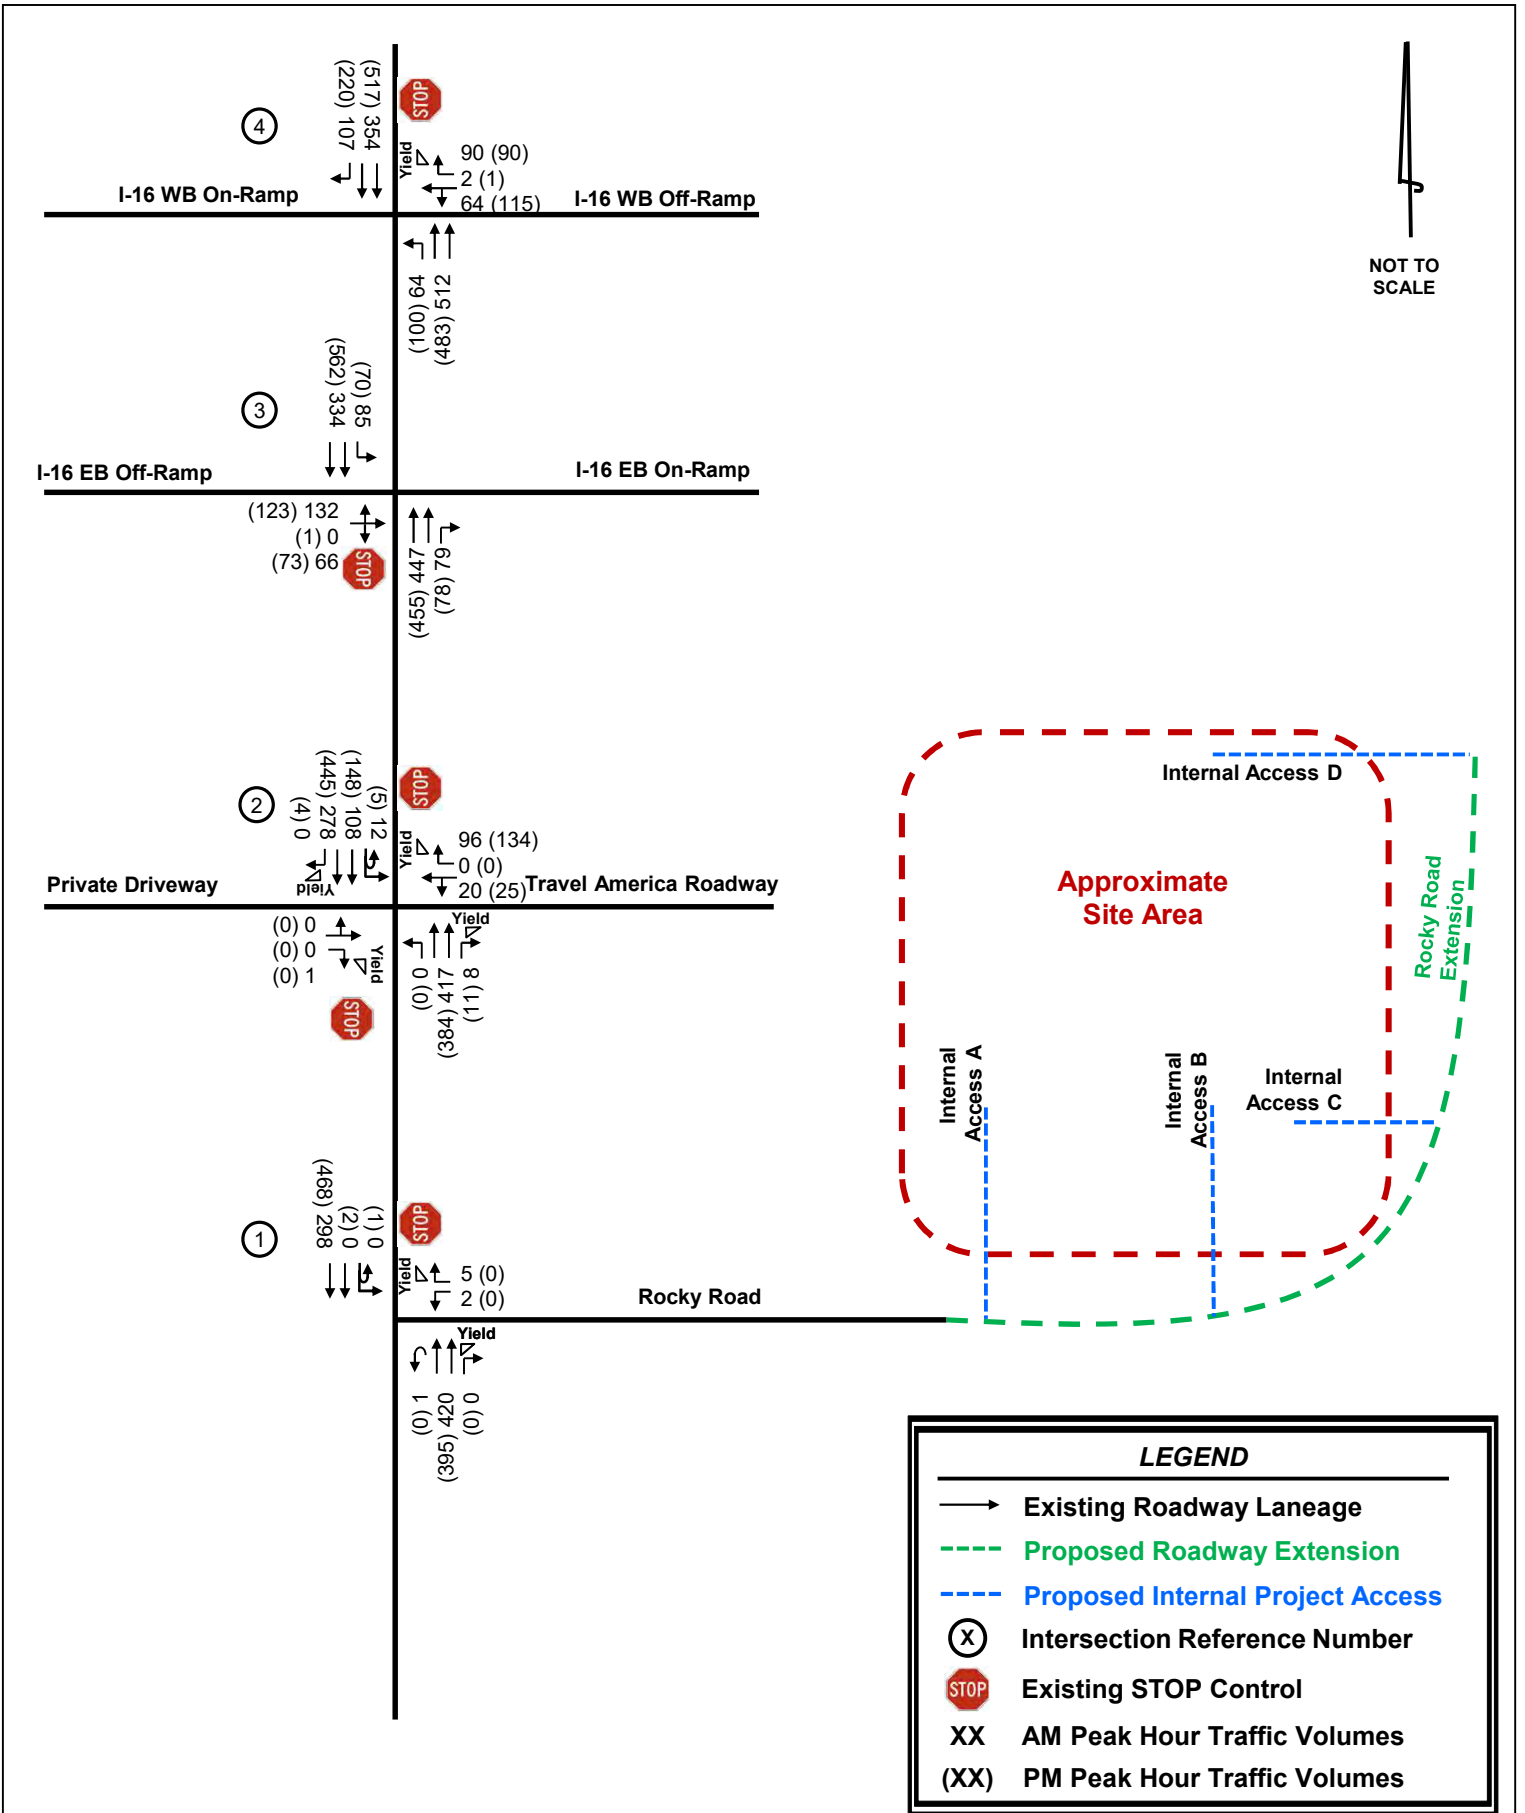 (517) 354
(220) 107
STOP
4
Yield
90 (90)
2 (1)
64 (115)
I-16 WB On-Ramp
I-16 WB Off-Ramp
(100) 64
(483) 512
NOT TO
SCALE
(70) 85
(562) 334
3
I-16 EB Off-Ramp
I-16 EB On-Ramp
(123) 132
(1) 0
(73) 66
STOP
(455) 447
(78) 79
(5) 12
(148) 108
(445) 278
(4) 0
STOP
2
Yield
Yield
96 (134)
0 (0)
20 (25)
Private Driveway
Travel America Roadway
(0) 0
(0) 0
(0) 1
Yield
STOP
Yield
(0) 0
(384) 417
(11) 8
Internal Access D
Approximate
Site Area
Rocky Road
Extension
Internal
Access A
Internal
Access B
Internal
Access C
(1) 0
(2) 0
(468) 298
STOP
1
Yield
5 (0)
2 (0)
Rocky Road
Yield
(0) 1
(395) 420
(0) 0
LEGEND
Existing Roadway Laneage
Proposed Roadway Extension
Proposed Internal Project Access
X Intersection Reference Number
STOP Existing STOP Control
XX AM Peak Hour Traffic Volumes
(XX) PM Peak Hour Traffic Volumes